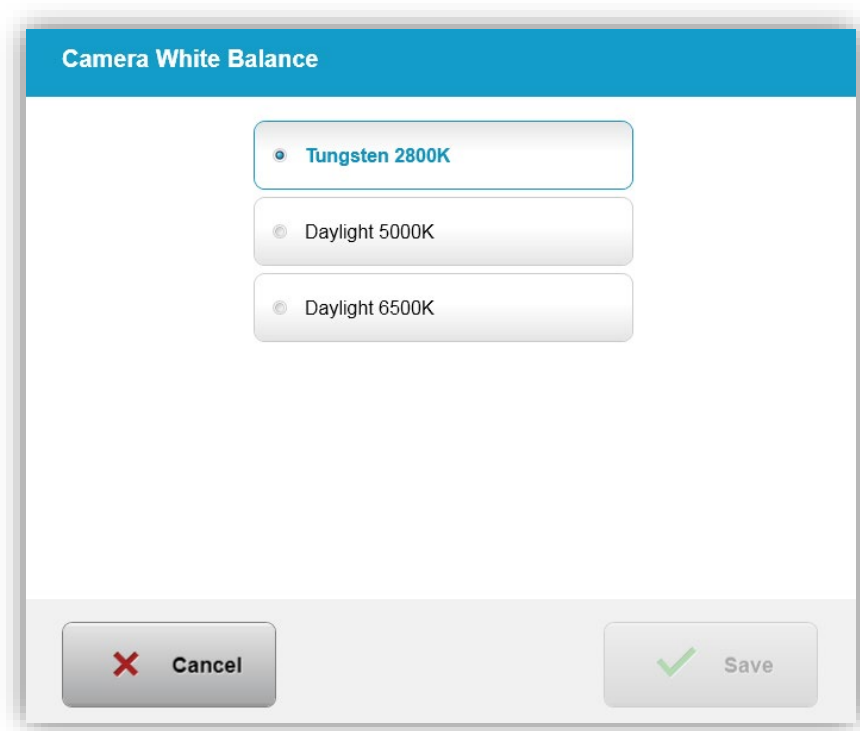 Camera White Balance
Tungsten 2800K
Daylight 5000K
Daylight 6500K
Cancel
Save